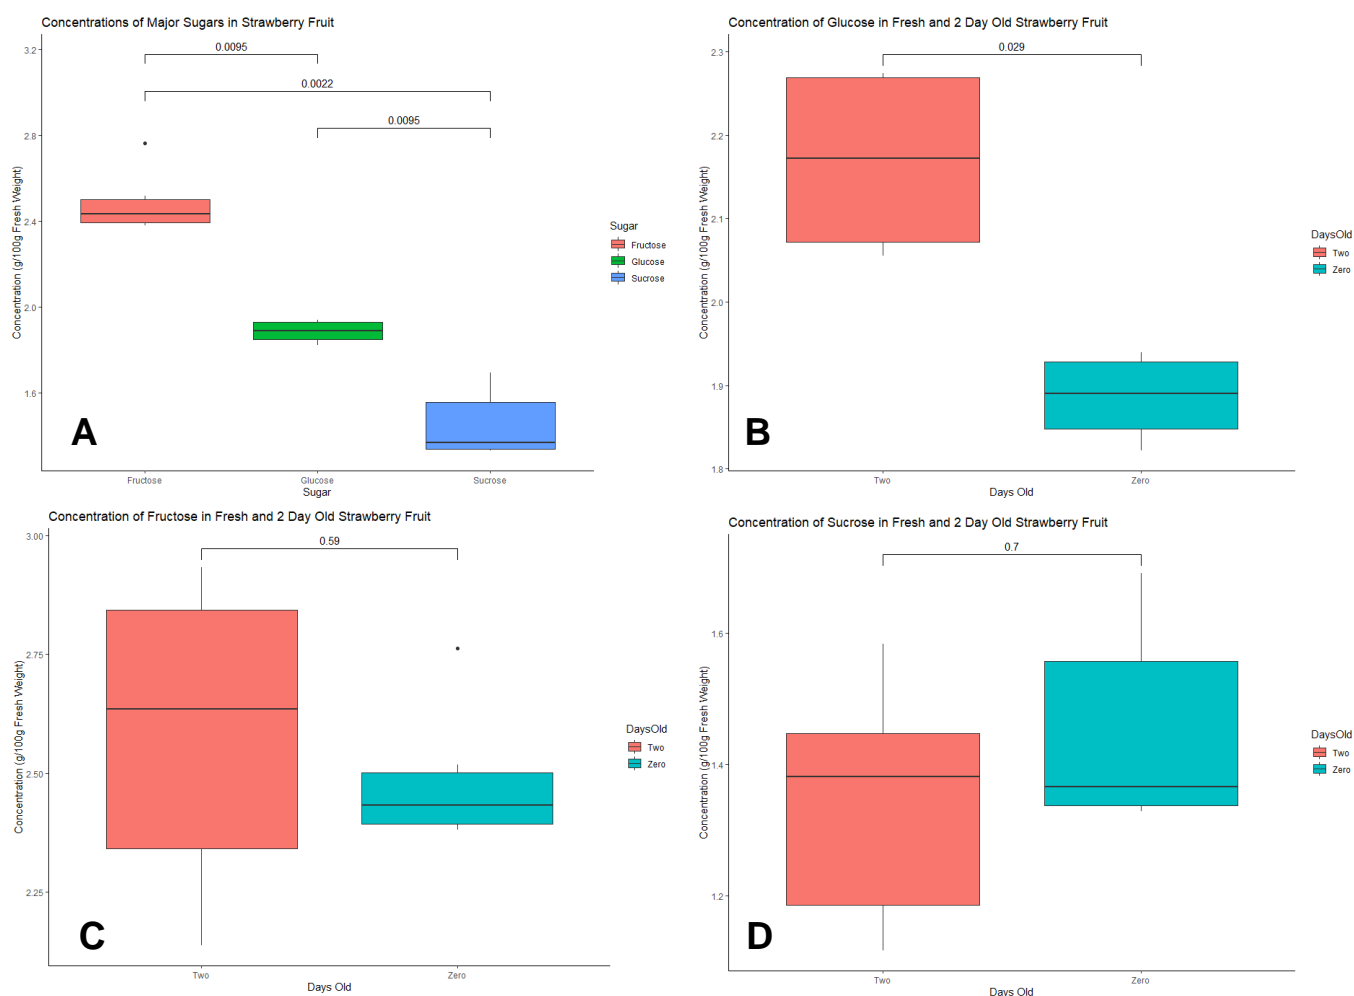 Concentrations of Major Sugars in Strawberry Fruit
3.2
2.8
2.4
2.0
1.6
Concentration (g/100g Fresh Weight)
0.0095
0.0022
0.0095
A
Fructose
Glucose
Sucrose
Sugar
Sugar
Fructose
Glucose
Sucrose
Concentration of Glucose in Fresh and 2 Day Old Strawberry Fruit
2.3
2.2
2.1
2.0
1.9
1.8
Concentration (g/100g Fresh Weight)
0.029
B
Two
Zero
Days Old
DaysOld
Two
Zero
Concentration of Fructose in Fresh and 2 Day Old Strawberry Fruit
3.00
2.75
2.50
2.25
Concentration (g/100g Fresh Weight)
0.59
C
Two
Zero
Days Old
DaysOld
Two
Zero
Concentration of Sucrose in Fresh and 2 Day Old Strawberry Fruit
1.6
1.4
1.2
Concentration (g/100g Fresh Weight)
0.7
D
Two
Zero
Days Old
DaysOld
Two
Zero